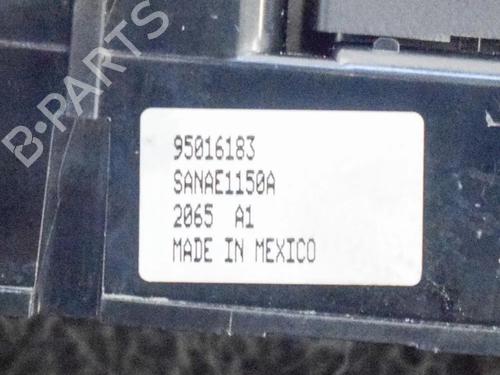 B-PARTS
95016183
SANAE1150A
2065 A1
MADE IN MEXICO